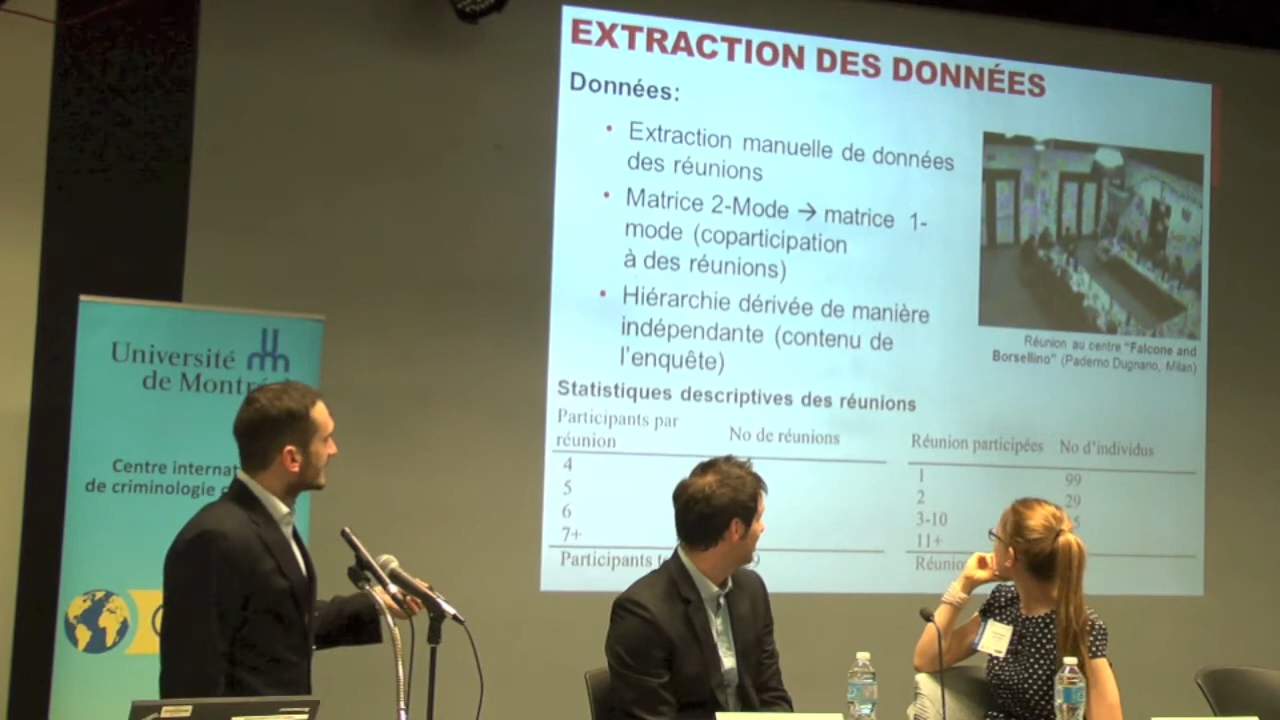 EXTRACTION DES DONNÉES
Données:
• Extraction manuelle de données
des réunions
• Matrice 2-Mode → matrice 1-
mode (coparticipation
à des réunions)
• Hiérarchie dérivée de manière
indépendante (contenu de
l'enquête)
Réunion au centre "Falcone and
Borsellino" (Paderno Dugnano, Milan)
Statistiques descriptives des réunions
Participants par
réunion
No de réunions
4
5
6
7+
Participants
Réunion participées No d'individus
1 99
2 29
3-10 5
11+
Université
de Montré
Centre internat
de criminologie